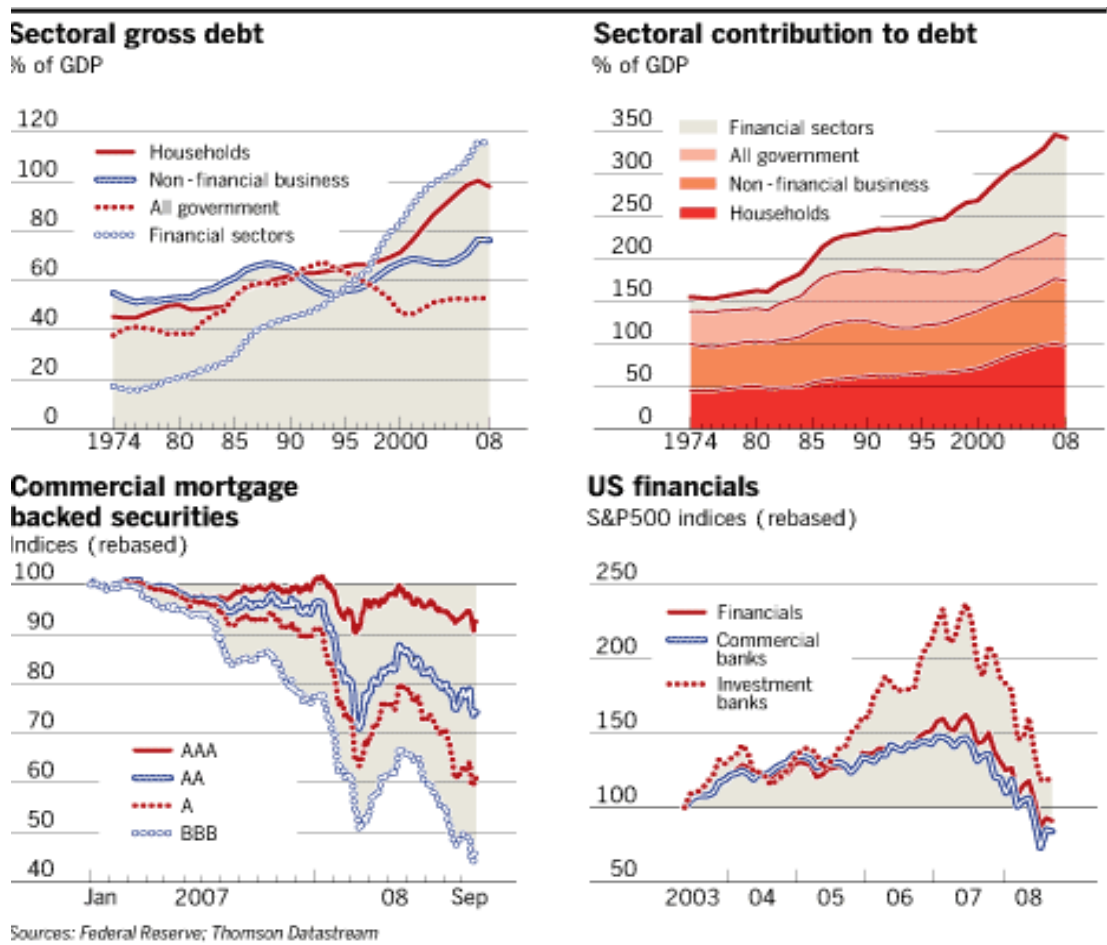 Sectoral gross debt
% of GDP
120
100
80
60
40
20
0
Households
Non-financial business
All government
Financial sectors
1974 80 85 90 95 2000 08
Sectoral contribution to debt
% of GDP
350
300
250
200
150
100
50
0
Financial sectors
All government
Non-financial business
Households
1974 80 85 90 95 2000 08
Commercial mortgage
backed securities
Indices (rebased)
100
90
80
70
60
50
40
AAA
AA
A
BBB
Jan 2007 08 Sep
US financials
S&P500 indices (rebased)
250
200
150
100
50
Financials
Commercial
banks
Investment
banks
2003 04 05 06 07 08
Sources: Federal Reserve; Thomson Datastream